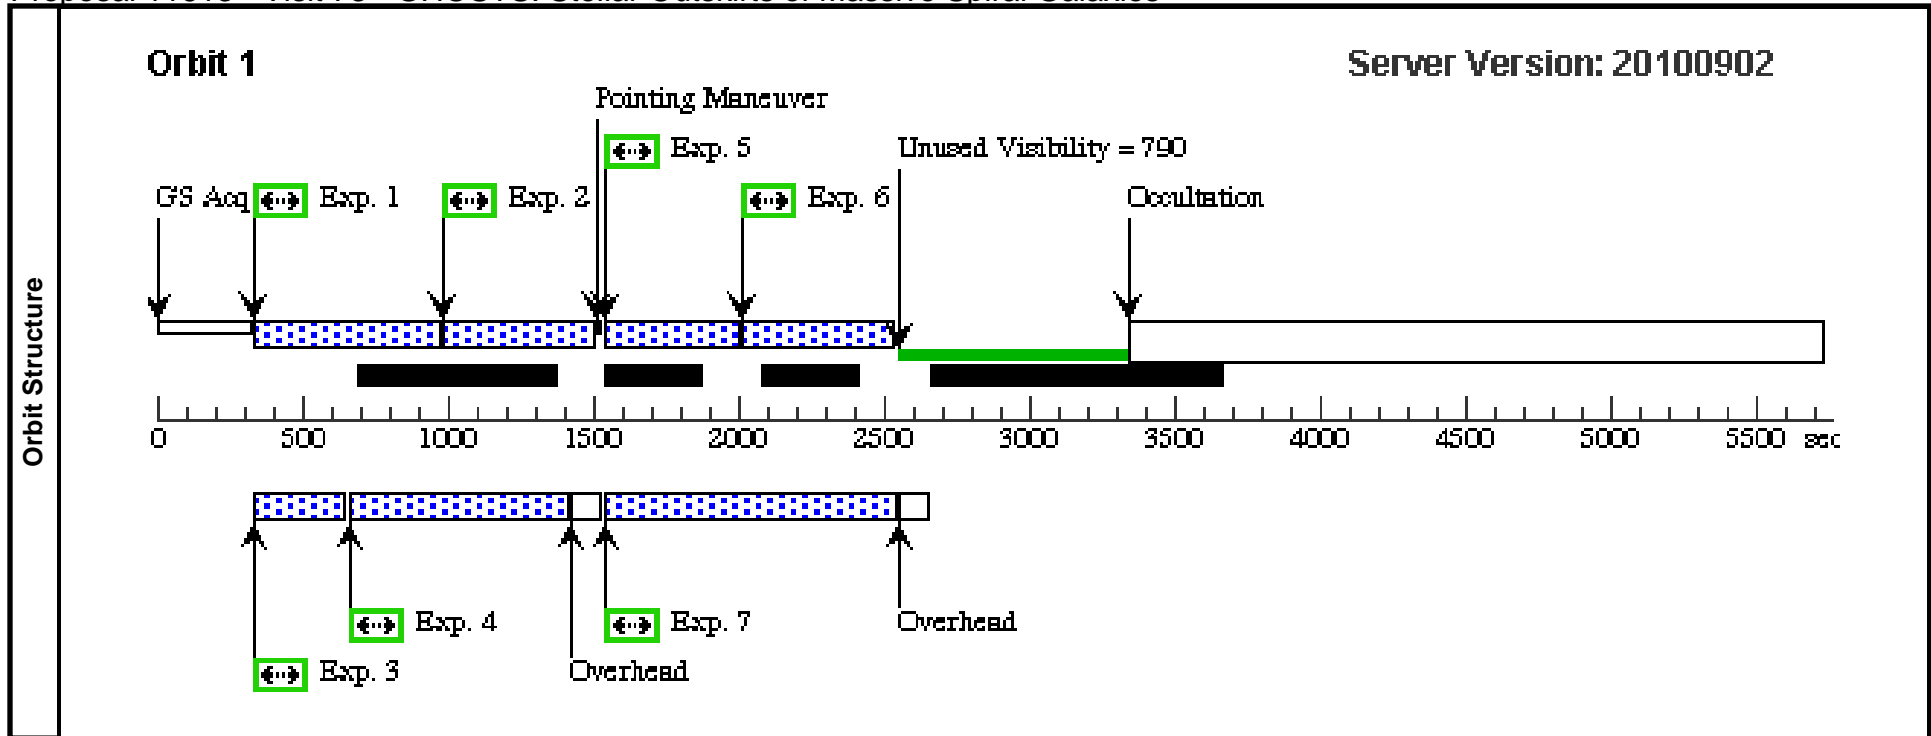 Orbit Structure
Orbit 1
Server Version: 20100902
Pointing Maneuver
Exp. 5
Unused Visibility = 790
GS Acq
Exp. 1
Exp. 2
Exp. 6
Occultation
0 500 1000 1500 2000 2500 3000 3500 4000 4500 5000 5500 sec
Exp. 4
Exp. 7
Overhead
Exp. 3
Overhead